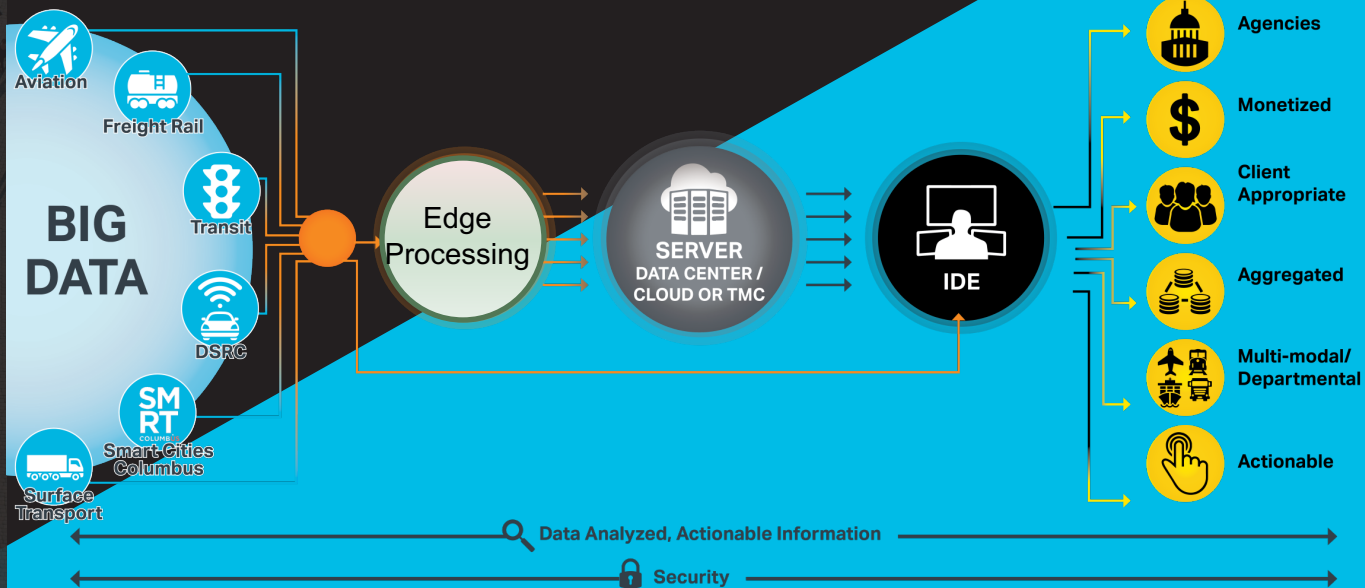 Aviation
Freight Rail
Transit
BIG
DATA
DSRC
SM
RT
COLUMBUS
Smart Cities
Columbus
Surface
Transport
Edge
Processing
SERVER
DATA CENTER /
CLOUD OR TMC
IDE
Agencies
$
Monetized
Client
Appropriate
Aggregated
Multi-modal/
Departmental
Actionable
Data Analyzed, Actionable Information
Security